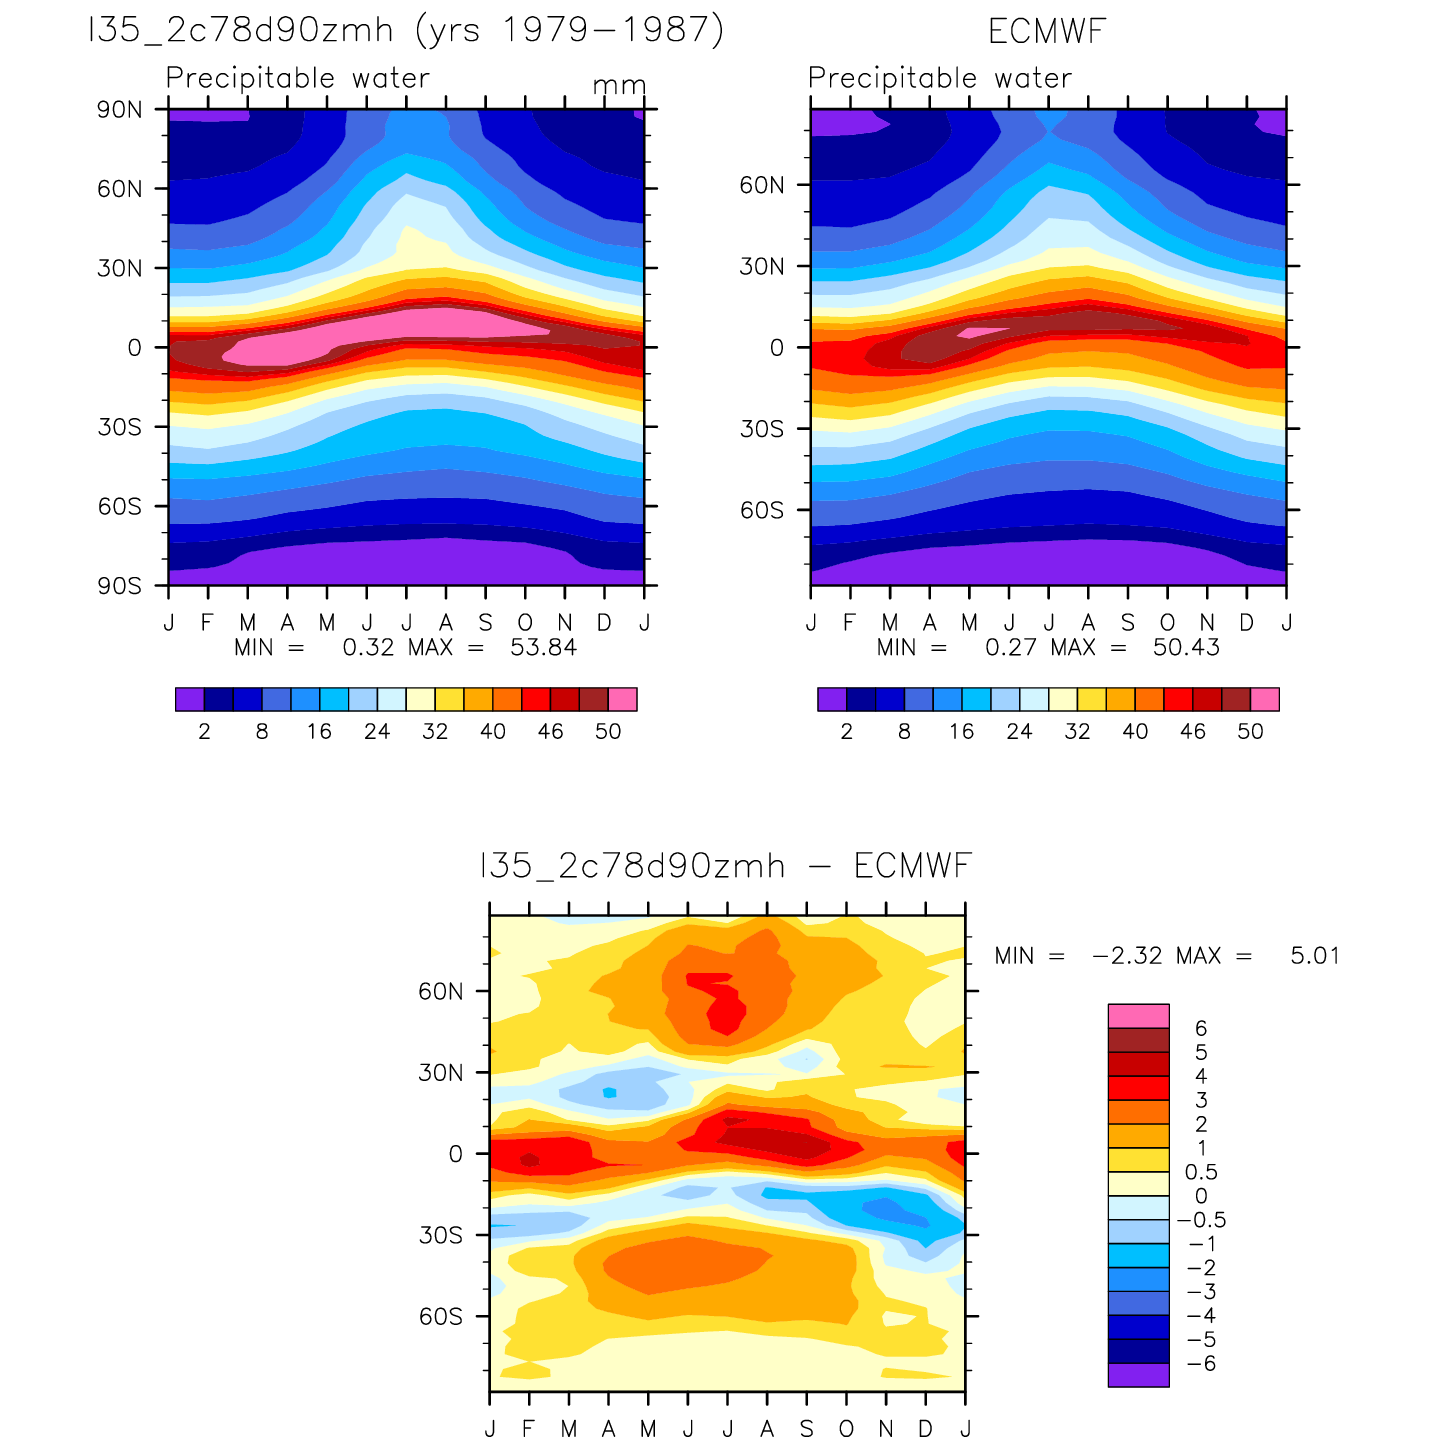 I35_2c78d90zmh (yrs 1979-1987)
Precipitable water mm
90N
60N
30N
0
30S
60S
90S
J F M A M J J A S O N D J
MIN = 0.32 MAX = 53.84
2 8 16 24 32 40 46 50
ECMWF
Precipitable water
60N
30N
0
30S
60S
J F M A M J J A S O N D J
MIN = 0.27 MAX = 50.43
2 8 16 24 32 40 46 50
I35_2c78d90zmh - ECMWF
60N
30N
0
30S
60S
J F M A M J J A S O N D J
MIN = -2.32 MAX = 5.01
6
5
4
3
2
1
0.5
0
-0.5
-1
-2
-3
-4
-5
-6